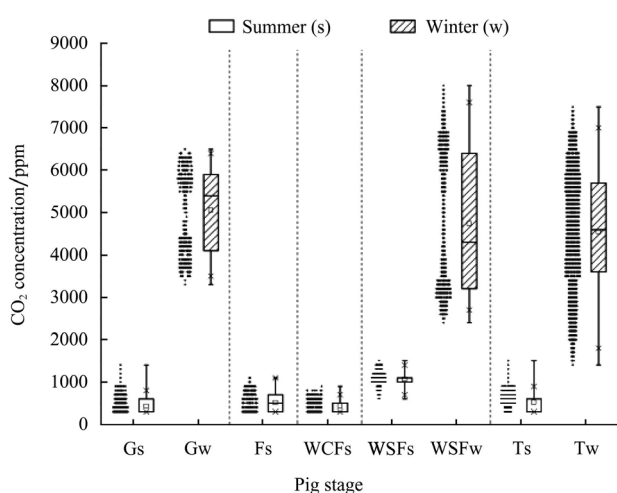 Summer (s) Winter (w)
9000
8000
7000
6000
5000
4000
3000
2000
1000
0
CO₂ concentration/ppm
Gs Gw Fs WCFs WSFs WSFw Ts Tw
Pig stage